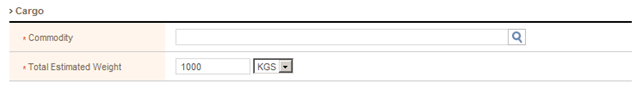 › Cargo
* Commodity
* Total Estimated Weight 1000 KGS